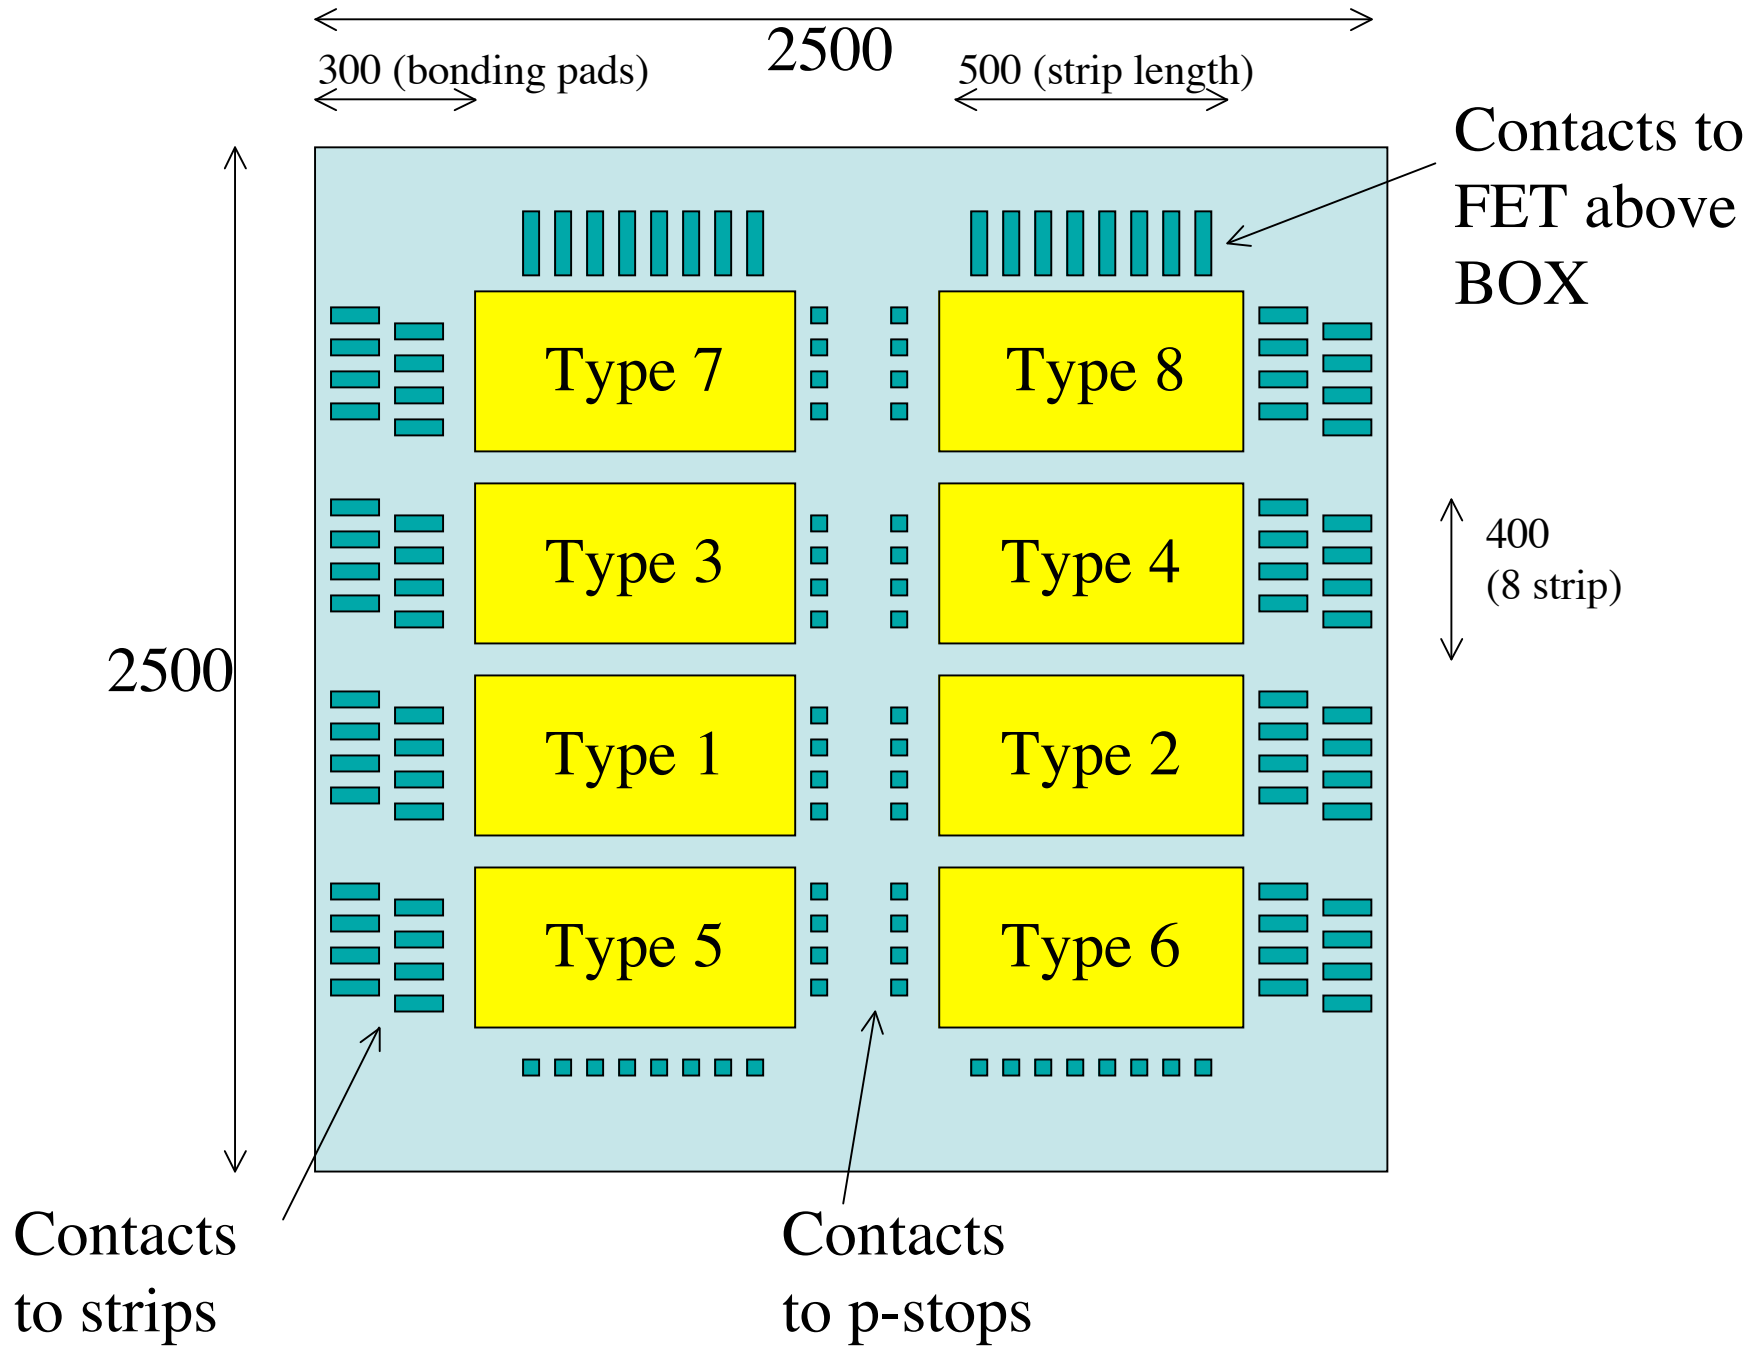 2500
300 (bonding pads)
500 (strip length)
Contacts to
FET above
BOX
Type 7
Type 8
Type 3
Type 4
400
(8 strip)
2500
Type 1
Type 2
Type 5
Type 6
Contacts
to strips
Contacts
to p-stops